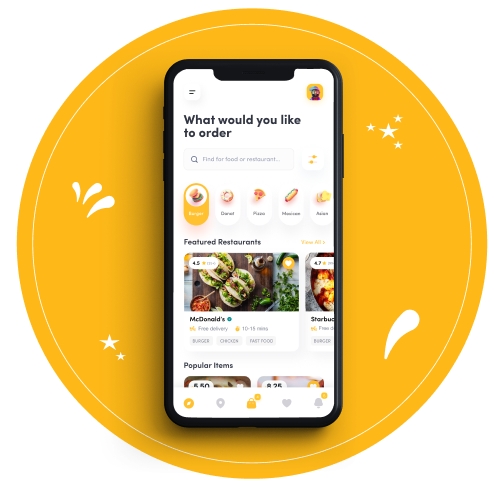 What would you like
to order
Find for food or restaurant...
Burger Donat Pizza Mexican Asian
Featured Restaurants View All
4.5
4.7
McDonald's
Starbu
Free delivery 10-15 mins
Free d
BURGER CHICKEN FAST FOOD
BURGER
Popular Items
5.50 8.25